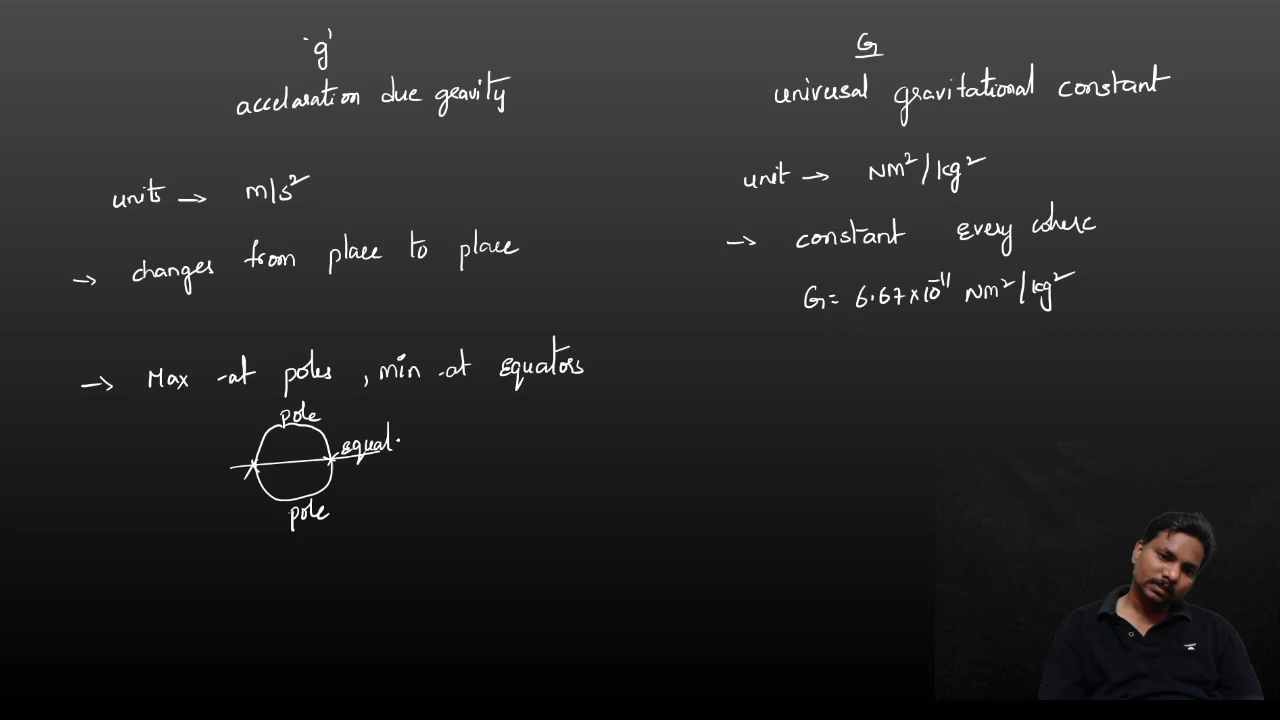 'g'
accelaration due gravity
units → m/s²
→ changes from place to place
→ Max -at poles , min -at equators
pole
equat.
pole
G
universal gravitational constant
unit → Nm²/kg²
→ constant every where
G = 6.67×10⁻¹¹ Nm²/kg²